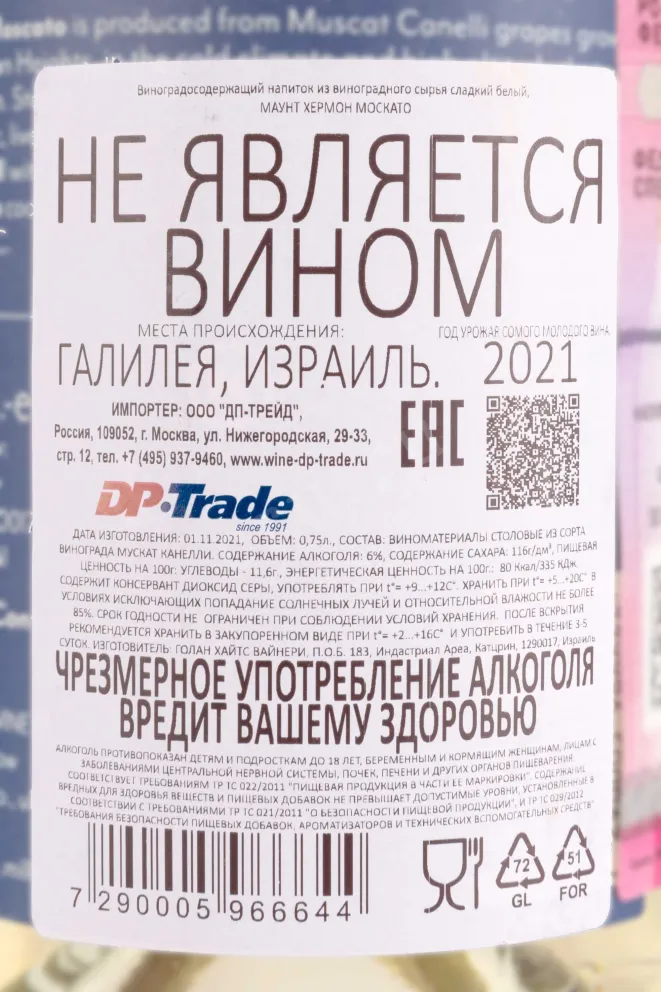 Moscato is produced from Muscat Canelli grapes
Виноградосодержащий напиток из виноградного сырья сладкий белый,
МАУНТ ХЕРМОН МОСКАТО
НЕ ЯВЛЯЕТСЯ
ВИНОМ
МЕСТА ПРОИСХОЖДЕНИЯ:
ГОД УРОЖАЯ СОМОГО МОЛОДОГО ВИНА:
ГАЛИЛЕЯ, ИЗРАИЛЬ.
2021
ИМПОРТЕР: ООО "ДП-ТРЕЙД",
Россия, 109052, г. Москва, ул. Нижегородская, 29-33,
стр. 12, тел. +7 (495) 937-9460, www.wine-dp-trade.ru
EAC
DP·Trade
since 1991
ДАТА ИЗГОТОВЛЕНИЯ: 01.11.2021, ОБЪЕМ: 0,75л., СОСТАВ: ВИНОМАТЕРИАЛЫ СТОЛОВЫЕ ИЗ СОРТА
ВИНОГРАДА МУСКАТ КАНЕЛЛИ. СОДЕРЖАНИЕ АЛКОГОЛЯ: 6%, СОДЕРЖАНИЕ САХАРА: 116г/дм³, ПИЩЕВАЯ
ЦЕННОСТЬ НА 100г: УГЛЕВОДЫ - 11,6г., ЭНЕРГЕТИЧЕСКАЯ ЦЕННОСТЬ НА 100г.: 80 Ккал/335 КДж.
СОДЕРЖИТ КОНСЕРВАНТ ДИОКСИД СЕРЫ, УПОТРЕБЛЯТЬ ПРИ t°= +9...+12С°. ХРАНИТЬ ПРИ t°= +5...+20С° В
УСЛОВИЯХ ИСКЛЮЧАЮЩИХ ПОПАДАНИЕ СОЛНЕЧНЫХ ЛУЧЕЙ И ОТНОСИТЕЛЬНОЙ ВЛАЖНОСТИ НЕ БОЛЕЕ
85%. СРОК ГОДНОСТИ НЕ ОГРАНИЧЕН ПРИ СОБЛЮДЕНИИ УСЛОВИЙ ХРАНЕНИЯ. ПОСЛЕ ВСКРЫТИЯ
РЕКОМЕНДУЕТСЯ ХРАНИТЬ В ЗАКУПОРЕННОМ ВИДЕ ПРИ t°= +2...+16С° И УПОТРЕБИТЬ В ТЕЧЕНИЕ 3-5
СУТОК. ИЗГОТОВИТЕЛЬ: ГОЛАН ХАЙТС ВАЙНЕРИ, П.О.Б. 183, Индастриал Ареа, Катцрин, 1290017, Израиль
ЧРЕЗМЕРНОЕ УПОТРЕБЛЕНИЕ АЛКОГОЛЯ
ВРЕДИТ ВАШЕМУ ЗДОРОВЬЮ
АЛКОГОЛЬ ПРОТИВОПОКАЗАН ДЕТЯМ И ПОДРОСТКАМ ДО 18 ЛЕТ, БЕРЕМЕННЫМ И КОРМЯЩИМ ЖЕНЩИНАМ, ЛИЦАМ С
ЗАБОЛЕВАНИЯМИ ЦЕНТРАЛЬНОЙ НЕРВНОЙ СИСТЕМЫ, ПОЧЕК, ПЕЧЕНИ И ДРУГИХ ОРГАНОВ ПИЩЕВАРЕНИЯ.
СООТВЕТСТВУЕТ ТРЕБОВАНИЯМ ТР ТС 022/2011 "ПИЩЕВАЯ ПРОДУКЦИЯ В ЧАСТИ ЕЕ МАРКИРОВКИ". СОДЕРЖАНИЕ
ВРЕДНЫХ ДЛЯ ЗДОРОВЬЯ ВЕЩЕСТВ И ПИЩЕВЫХ ДОБАВОК НЕ ПРЕВЫШАЕТ ДОПУСТИМЫЕ УРОВНИ, УСТАНОВЛЕННЫЕ В
СООТВЕТСТВИИ С ТРЕБОВАНИЯМИ ТР ТС 021/2011 "О БЕЗОПАСНОСТИ ПИЩЕВОЙ ПРОДУКЦИИ", И ТР ТС 029/2012
"ТРЕБОВАНИЯ БЕЗОПАСНОСТИ ПИЩЕВЫХ ДОБАВОК, АРОМАТИЗАТОРОВ И ТЕХНИЧЕСКИХ ВСПОМОГАТЕЛЬНЫХ СРЕДСТВ"
7 290005 966644
72
GL
51
FOR